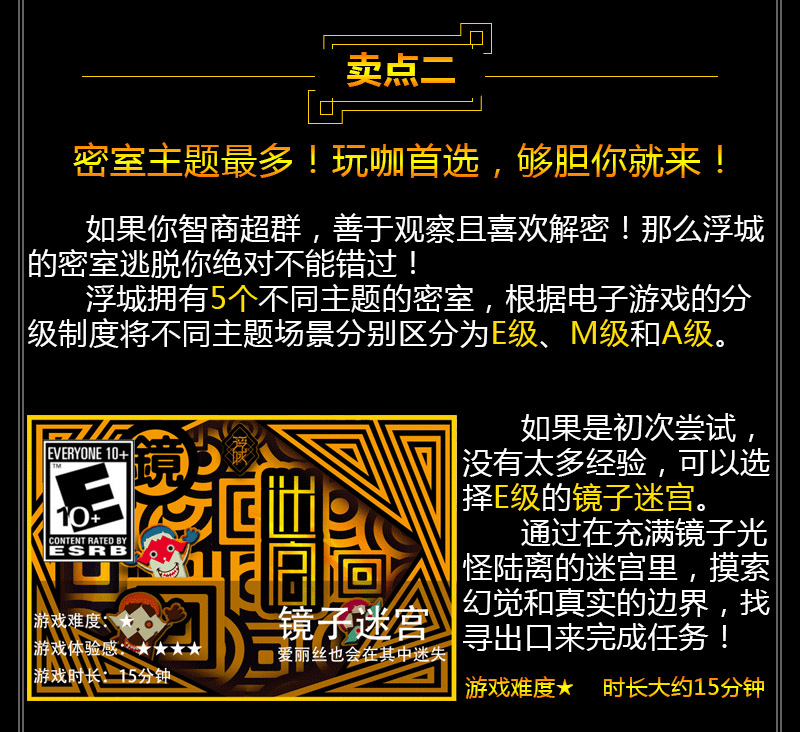 卖点二
密室主题最多！玩咖首选，够胆你就来！
如果你智商超群，善于观察且喜欢解密！那么浮城
的密室逃脱你绝对不能错过！
浮城拥有5个不同主题的密室，根据电子游戏的分
级制度将不同主题场景分别区分为E级、M级和A级。
EVERYONE 10+
TM
E
10+
CONTENT RATED BY
ESRB
鏡
浮城
迷宫
游戏难度：★
游戏体验感：★★★★
游戏时长：15分钟
镜子迷宫
爱丽丝也会在其中迷失
如果是初次尝试，
没有太多经验，可以选
择E级的镜子迷宫。
通过在充满镜子光
怪陆离的迷宫里，摸索
幻觉和真实的边界，找
寻出口来完成任务！
游戏难度★ 时长大约15分钟